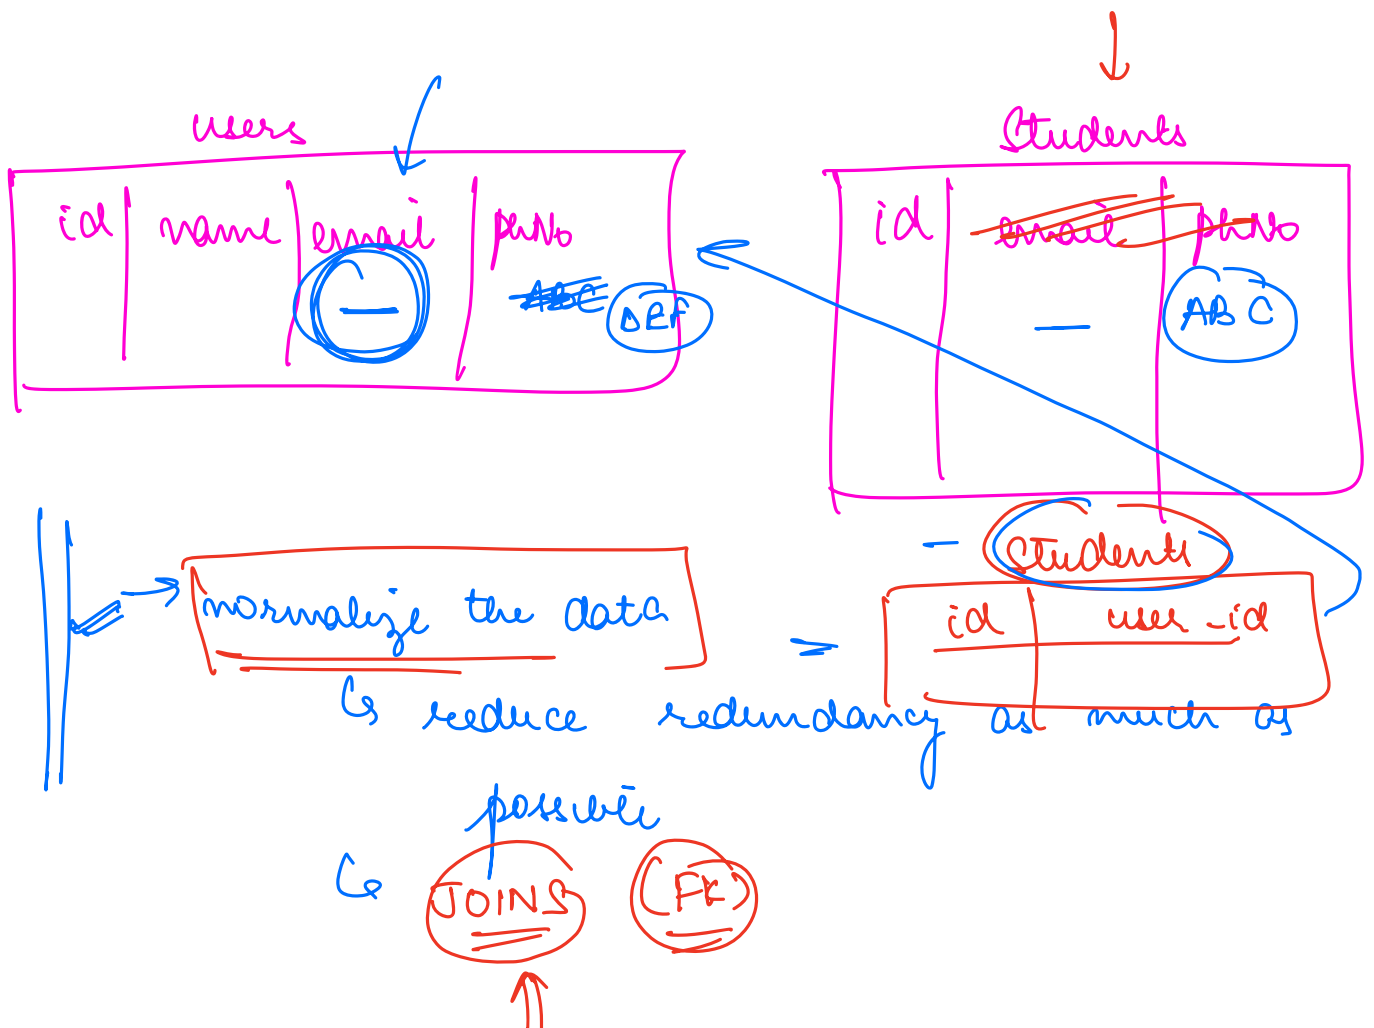 users
Students
id name email phNo
id email phNo
ABC DEF
ABC
Students
id user_id
normalize the data
reduce redundancy as much as
possible
JOINS (FK)